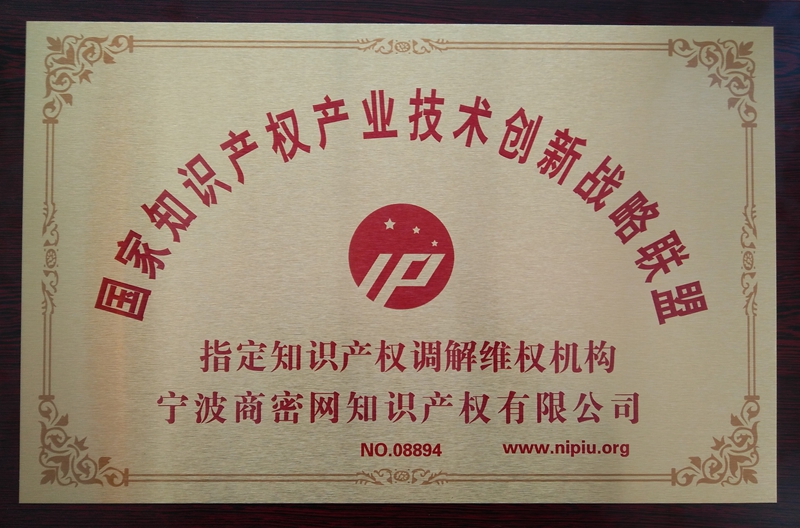 国家知识产权产业技术创新战略联盟
IP
指定知识产权调解维权机构
宁波商密网知识产权有限公司
NO.08894 www.nipiu.org